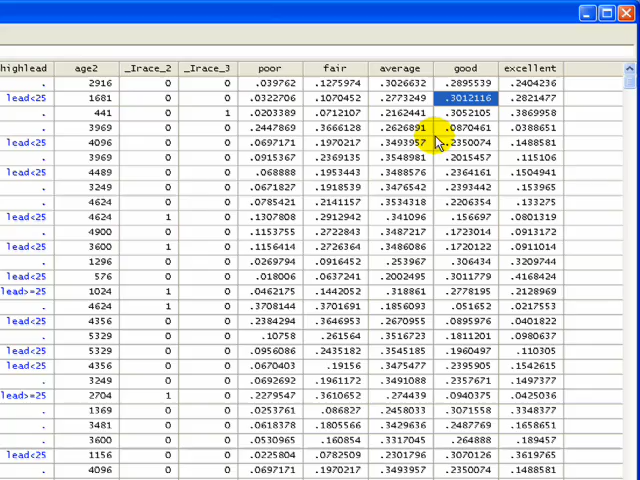 highlead age2 _Irace_2 _Irace_3 poor fair average good excellent
. 2916 0 0 .039762 .1275974 .3026632 .2895539 .2404236
lead<25 1681 0 0 .0322706 .1070452 .2773249 .3012116 .2821477
. 441 0 1 .0203389 .0712107 .2162441 .3052105 .3869958
. 3969 0 0 .2447869 .3666128 .2626891 .0870461 .0388651
lead<25 4096 0 0 .0697171 .1970217 .3493957 .2350074 .1488581
. 3969 0 0 .0915367 .2369135 .3548981 .2015457 .115106
lead<25 4489 0 0 .068888 .1953443 .3488576 .2364161 .1504941
. 3249 0 0 .0671827 .1918539 .3476542 .2393442 .153965
. 4624 0 0 .0785421 .2141157 .3534318 .2206354 .133275
lead<25 4624 1 0 .1307808 .2912942 .341096 .156697 .0801319
. 4900 0 0 .1153755 .2722843 .3487217 .1723014 .0913172
lead<25 3600 1 0 .1156414 .2726364 .3486086 .1720122 .0911014
. 1296 0 0 .0269794 .0916452 .253967 .306434 .3209744
lead<25 576 0 0 .018006 .0637241 .2002495 .3011779 .4168424
lead>=25 1024 1 0 .0462175 .1442052 .318861 .2778195 .2128969
. 4624 1 0 .3708144 .3701691 .1856093 .051652 .0217553
lead<25 4356 0 0 .2384294 .3646953 .2670955 .0895976 .0401822
. 5329 0 0 .10758 .261564 .3516723 .1811201 .0980637
lead<25 5329 0 0 .0956086 .2435182 .3545185 .1960497 .110305
lead<25 4356 0 0 .0670403 .19156 .3475477 .2395905 .1542615
. 3249 0 0 .0692692 .1961172 .3491088 .2357671 .1497377
lead>=25 2704 1 0 .2279547 .3610652 .274439 .0940375 .0425036
. 1369 0 0 .0253761 .086827 .2458033 .3071558 .3348377
. 3481 0 0 .0618378 .1805566 .3429636 .2487792 .1658651
. 3600 0 0 .0530965 .160854 .3317045 .264888 .189457
lead<25 1156 0 0 .0225804 .0782509 .2301796 .3070126 .3619765
. 4096 0 0 .0697171 .1970217 .3493957 .2350074 .1488581